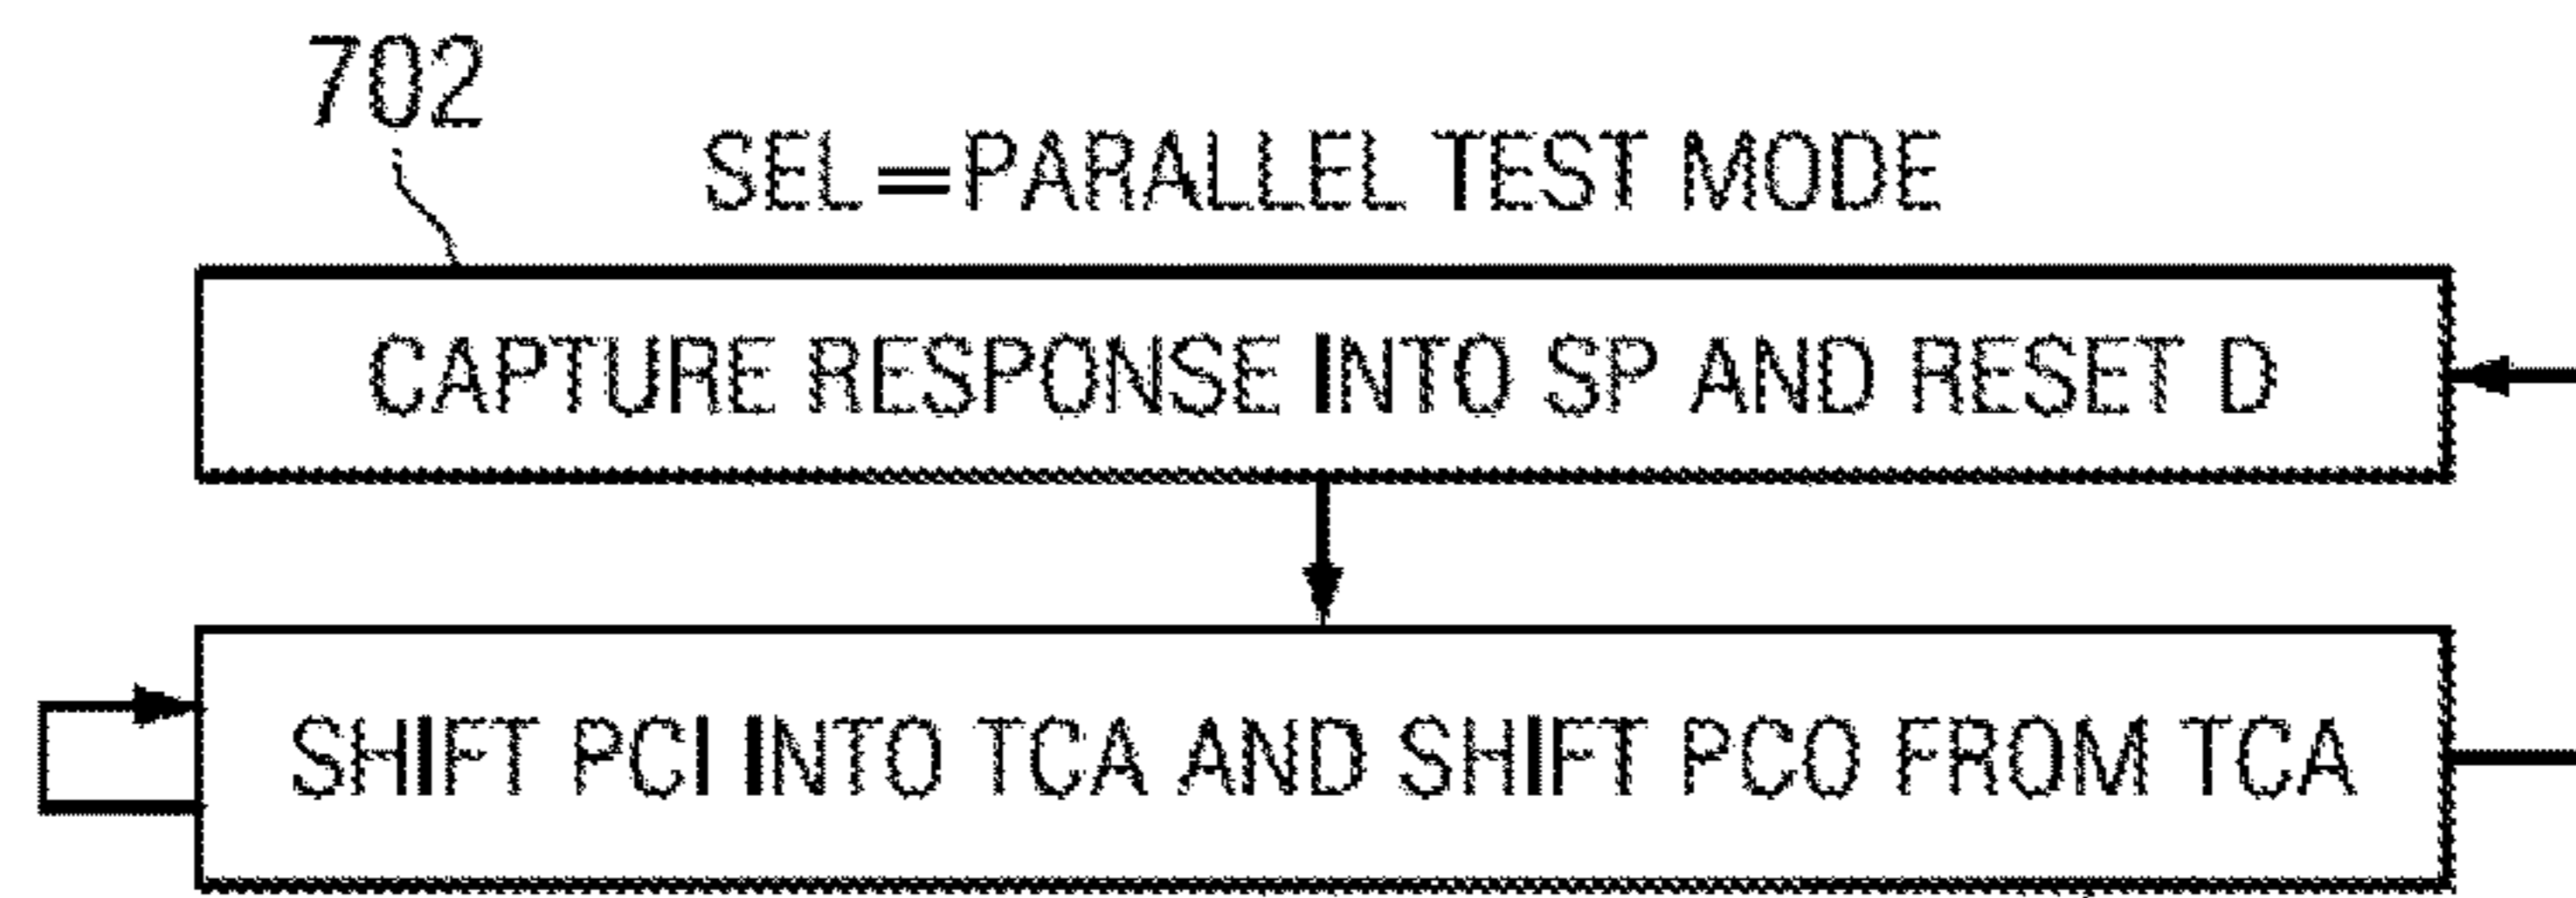 702
SEL=PARALLEL TEST MODE
CAPTURE RESPONSE INTO SP AND RESET D
SHIFT PCI INTO TCA AND SHIFT PCO FROM TCA